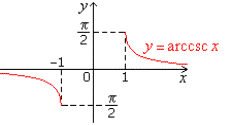 y
π/2
y = arccsc x
-1 0 1 x
-π/2